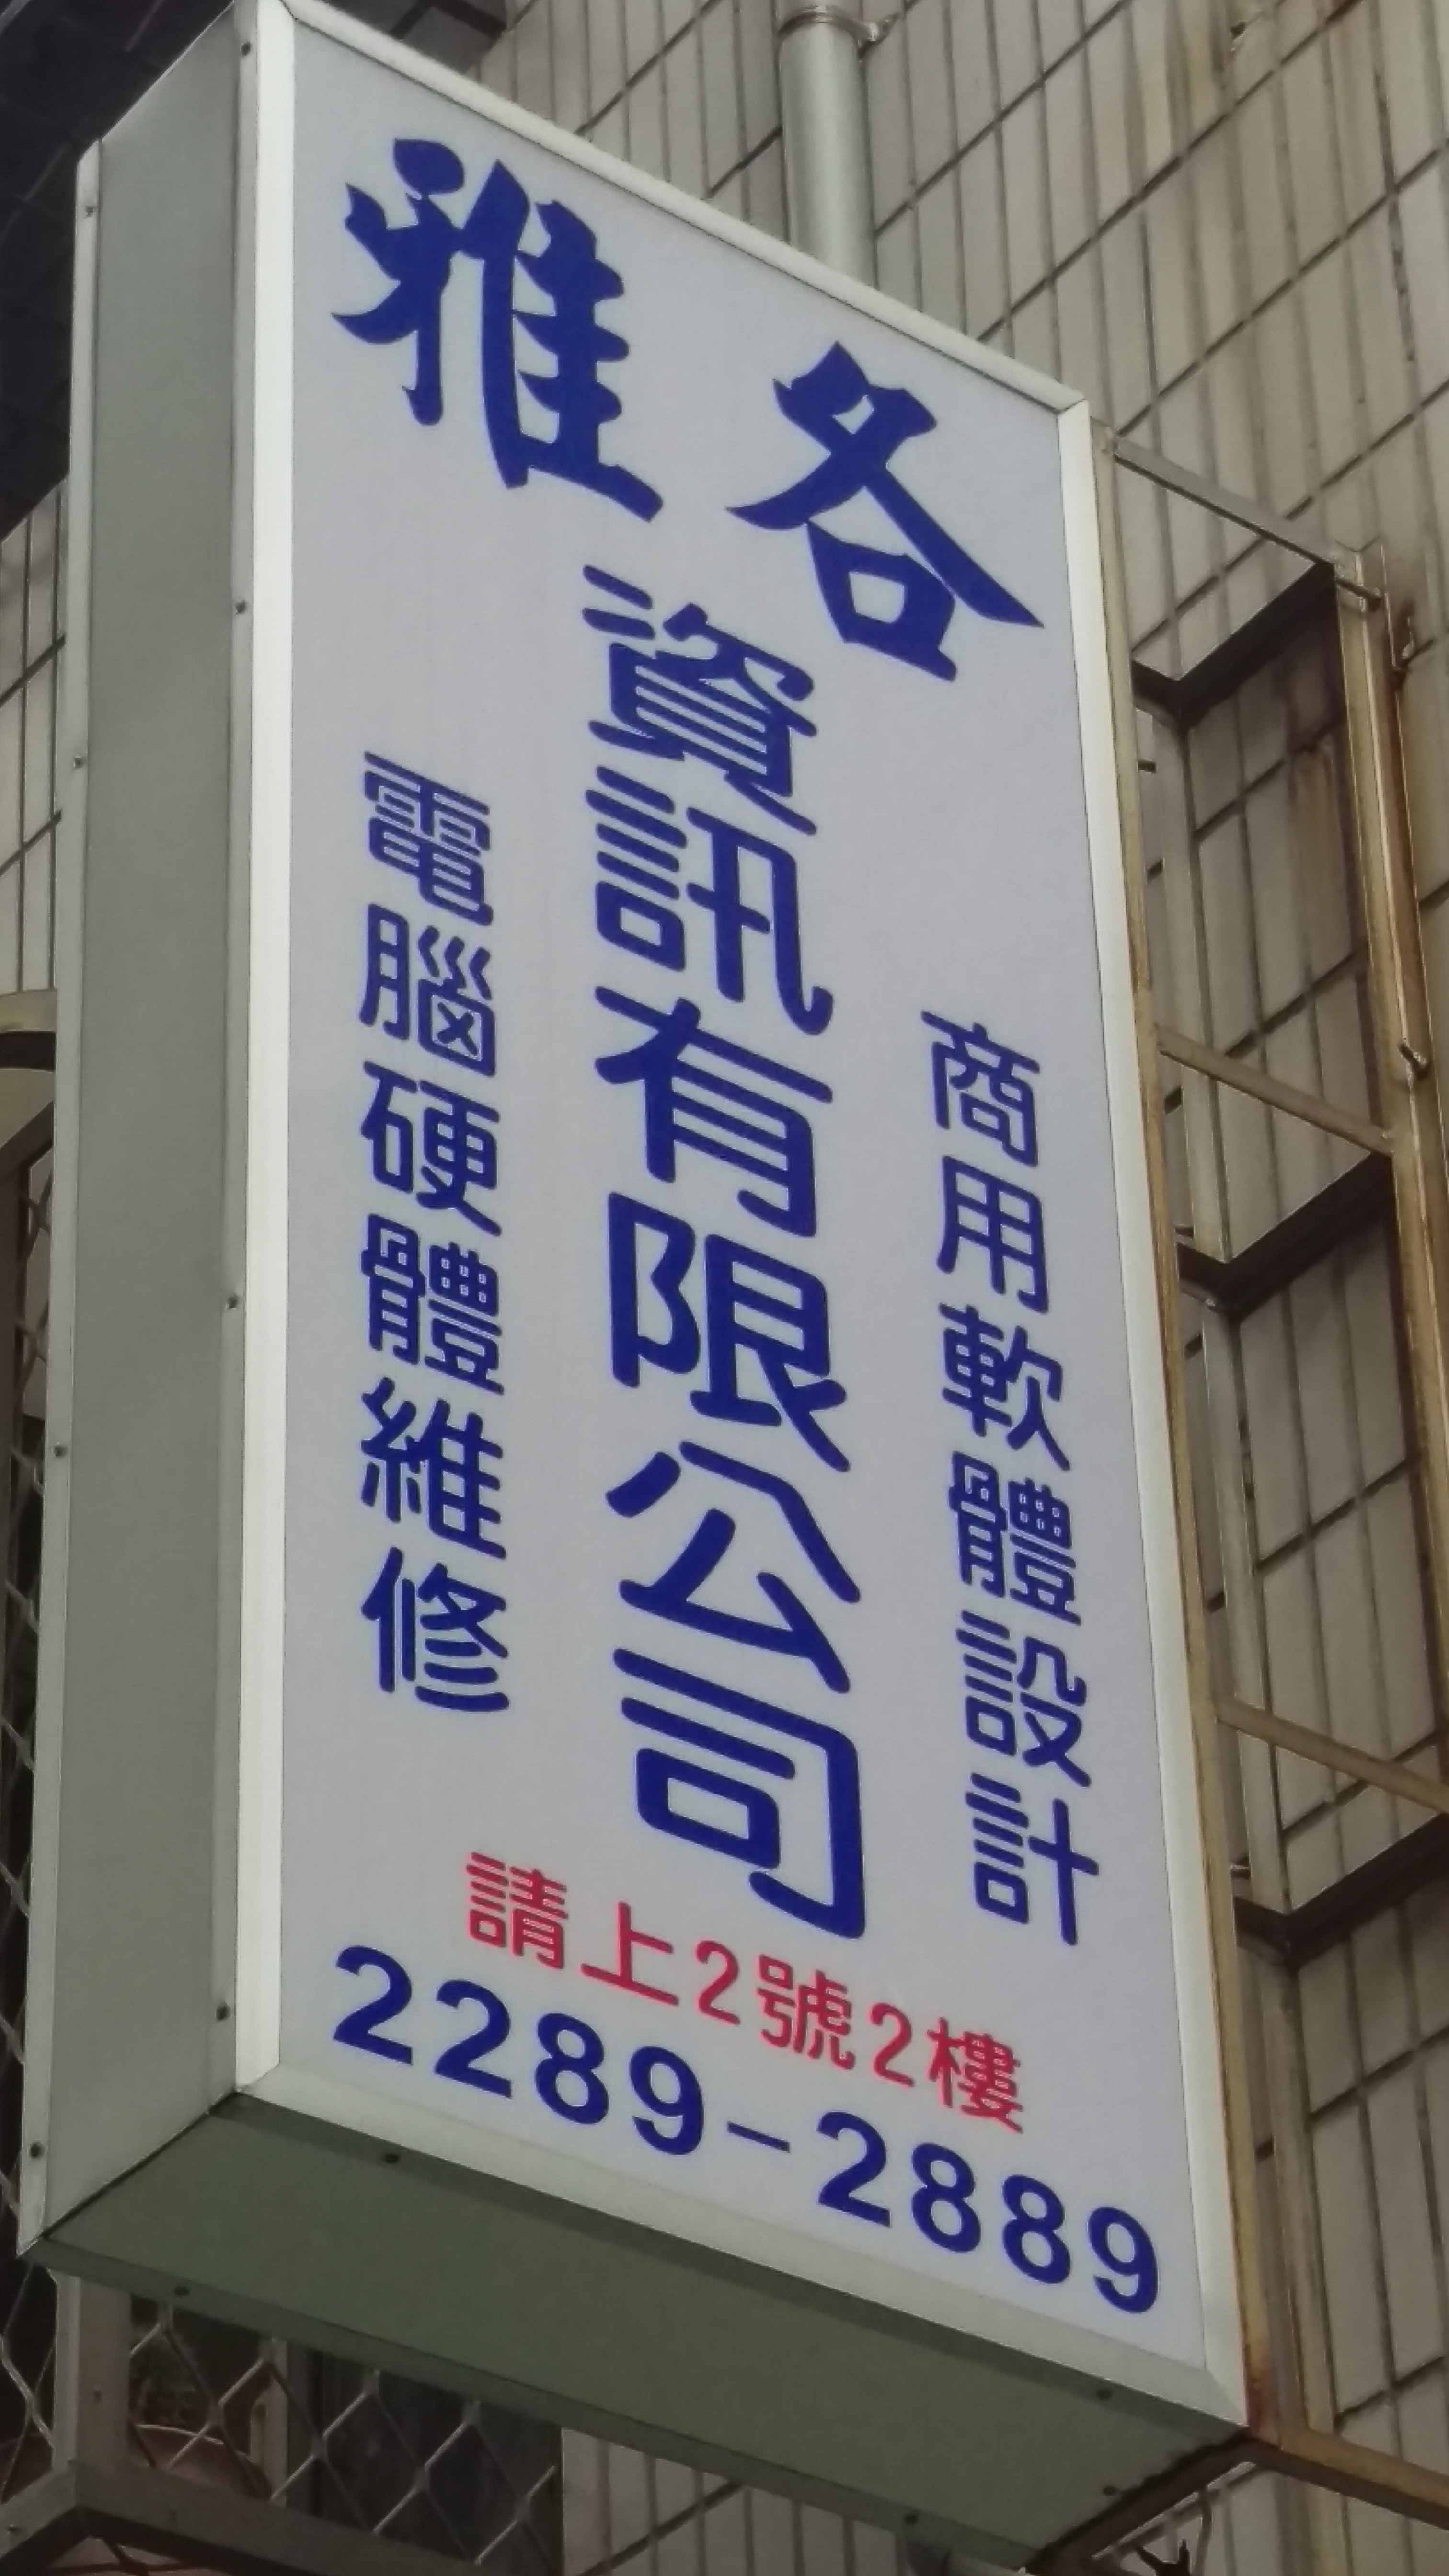 雅各
資訊有限公司
商用軟體設計
電腦硬體維修
請上2號2樓
2289-2889